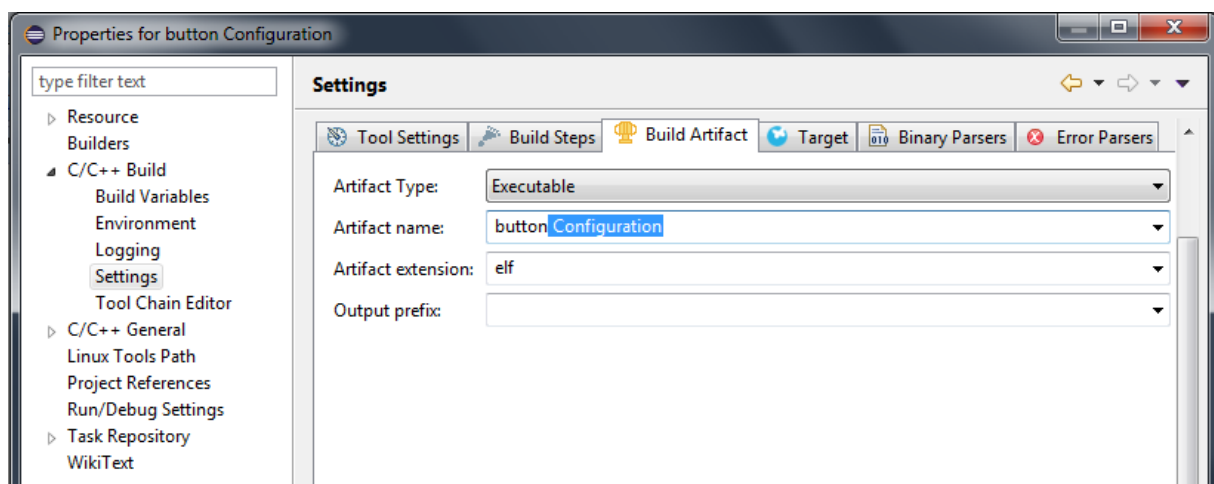 Properties for button Configuration
type filter text
Resource
Builders
C/C++ Build
Build Variables
Environment
Logging
Settings
Tool Chain Editor
C/C++ General
Linux Tools Path
Project References
Run/Debug Settings
Task Repository
WikiText
Settings
Tool Settings Build Steps Build Artifact Target 010 Binary Parsers Error Parsers
Artifact Type: Executable
Artifact name: button Configuration
Artifact extension: elf
Output prefix: